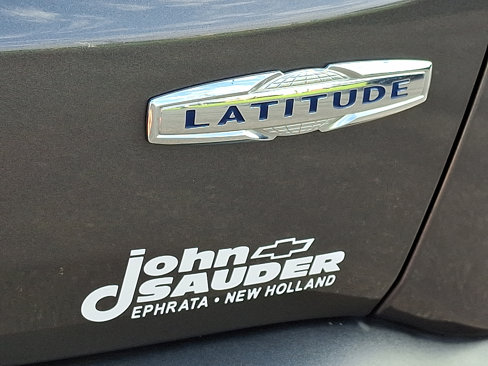 LATITUDE
john
SAUDER
EPHRATA • NEW HOLLAND